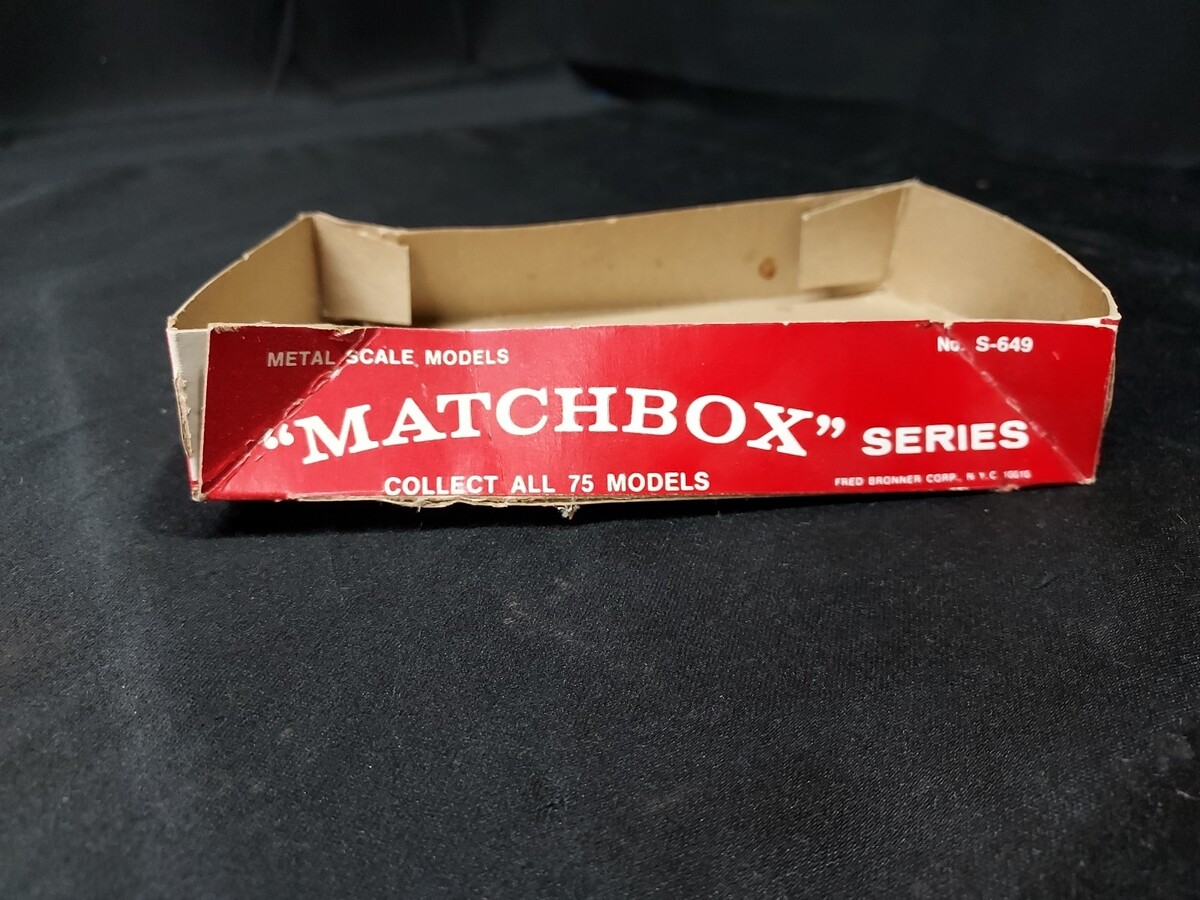 METAL SCALE MODELS
No. S-649
“MATCHBOX” SERIES
COLLECT ALL 75 MODELS
FRED BRONNER CORP., N.Y.C 10010